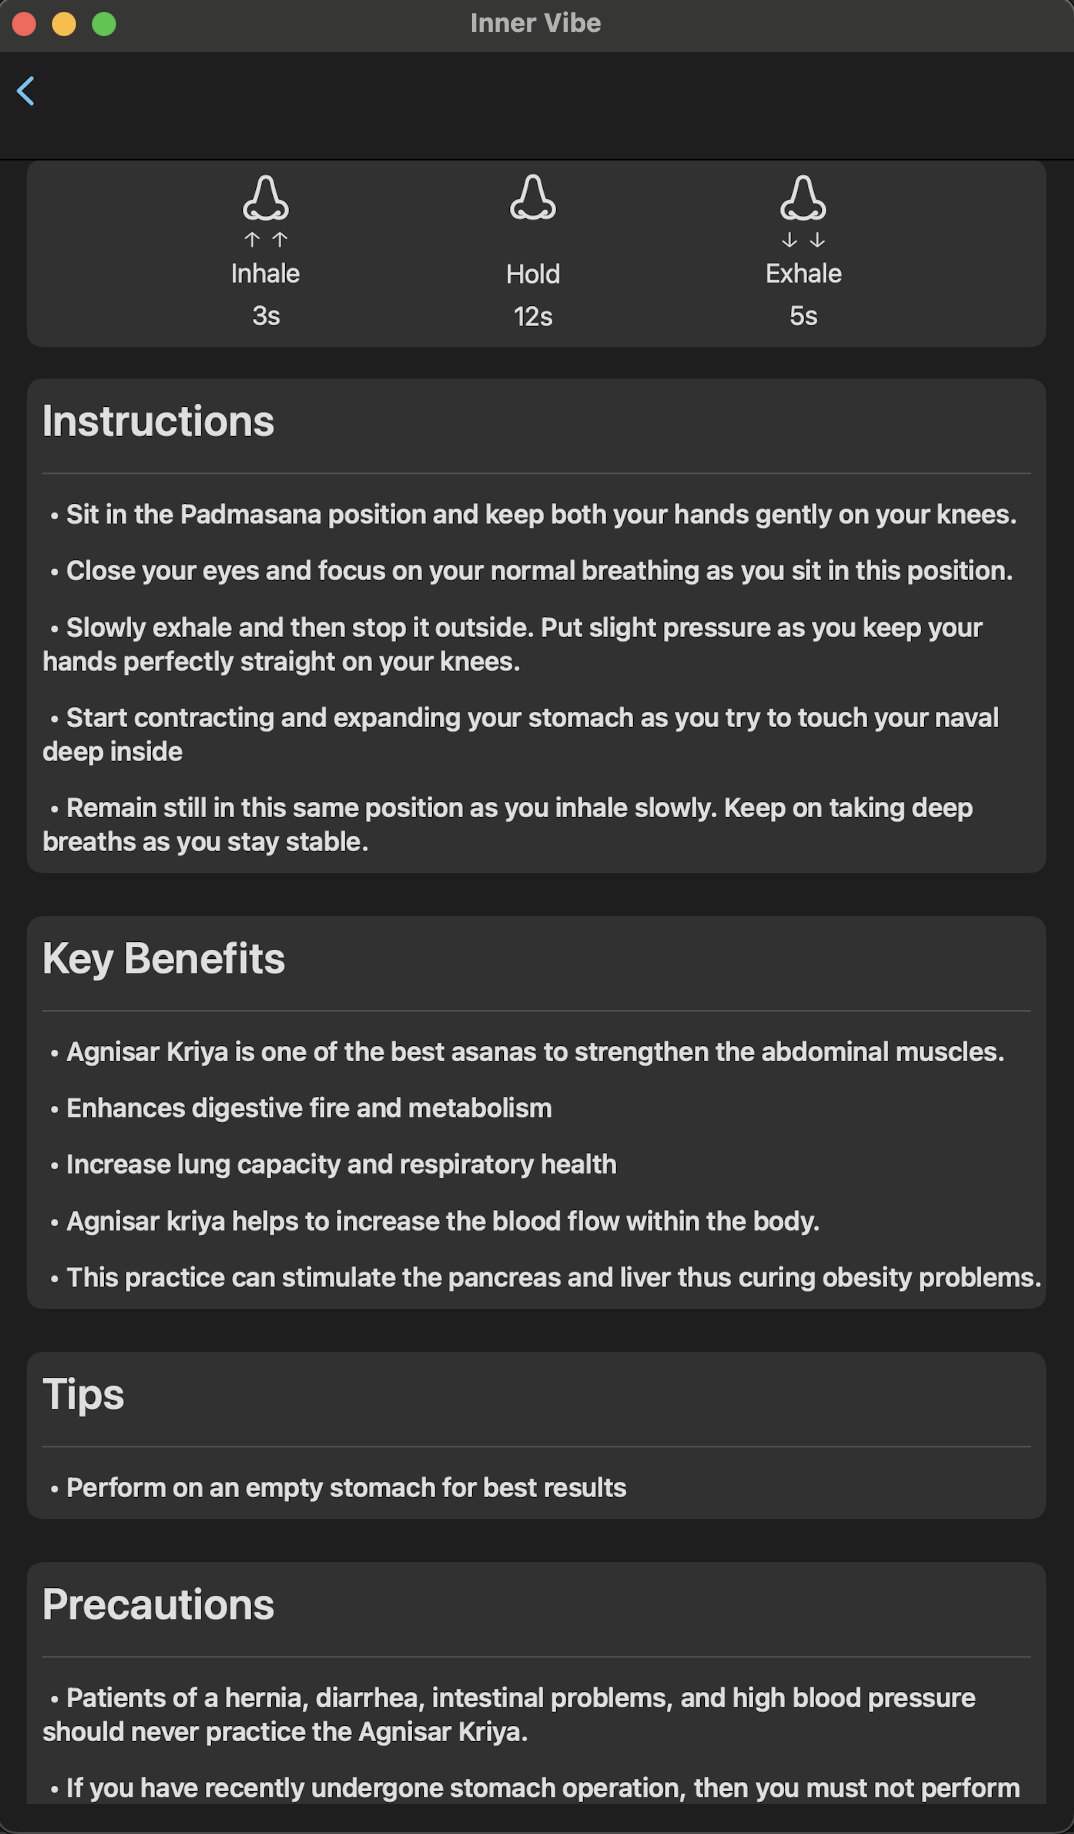 Inner Vibe
Inhale
Hold
Exhale
3s
12s
5s
Instructions
• Sit in the Padmasana position and keep both your hands gently on your knees.
• Close your eyes and focus on your normal breathing as you sit in this position.
• Slowly exhale and then stop it outside. Put slight pressure as you keep your
hands perfectly straight on your knees.
• Start contracting and expanding your stomach as you try to touch your naval
deep inside
• Remain still in this same position as you inhale slowly. Keep on taking deep
breaths as you stay stable.
Key Benefits
• Agnisar Kriya is one of the best asanas to strengthen the abdominal muscles.
• Enhances digestive fire and metabolism
• Increase lung capacity and respiratory health
• Agnisar kriya helps to increase the blood flow within the body.
• This practice can stimulate the pancreas and liver thus curing obesity problems.
Tips
• Perform on an empty stomach for best results
Precautions
• Patients of a hernia, diarrhea, intestinal problems, and high blood pressure
should never practice the Agnisar Kriya.
• If you have recently undergone stomach operation, then you must not perform